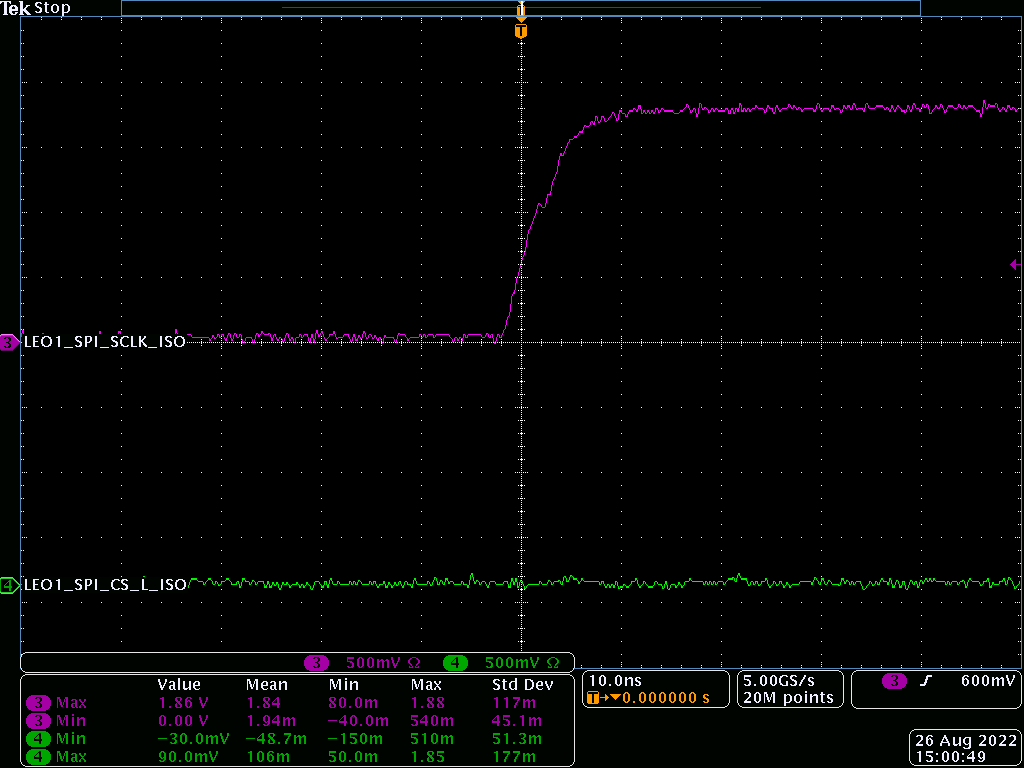 Tek Stop
T
T
3 LEO1_SPI_SCLK_ISO
4 LEO1_SPI_CS_L_ISO
3 500mV Ω 4 500mV Ω
Value Mean Min Max Std Dev
3 Max 1.86 V 1.84 80.0m 1.88 117m
3 Min 0.00 V 1.94m −40.0m 540m 45.1m
4 Min −30.0mV −48.7m −150m 510m 51.3m
4 Max 90.0mV 106m 50.0m 1.85 177m
10.0ns
T→▼0.000000 s
5.00GS/s
20M points
3 600mV
26 Aug 2022
15:00:49